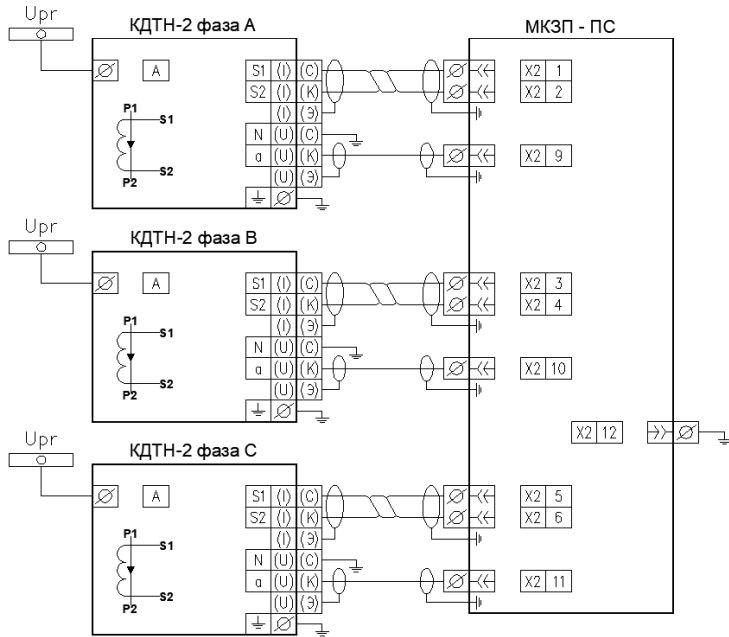 Upr
КДТН-2 фаза А
МКЗП - ПС
A
S1 (I) (С)
X2 1
S2 (I) (К)
X2 2
P1
S1
(I) (Э)
N (U) (С)
a (U) (К)
X2 9
S2
P2
(U) (Э)
Upr
КДТН-2 фаза В
A
S1 (I) (С)
X2 3
S2 (I) (К)
X2 4
P1
S1
(I) (Э)
N (U) (С)
a (U) (К)
X2 10
S2
P2
(U) (Э)
X2 12
Upr
КДТН-2 фаза С
A
S1 (I) (С)
X2 5
S2 (I) (К)
X2 6
P1
S1
(I) (Э)
N (U) (С)
a (U) (К)
X2 11
S2
P2
(U) (Э)